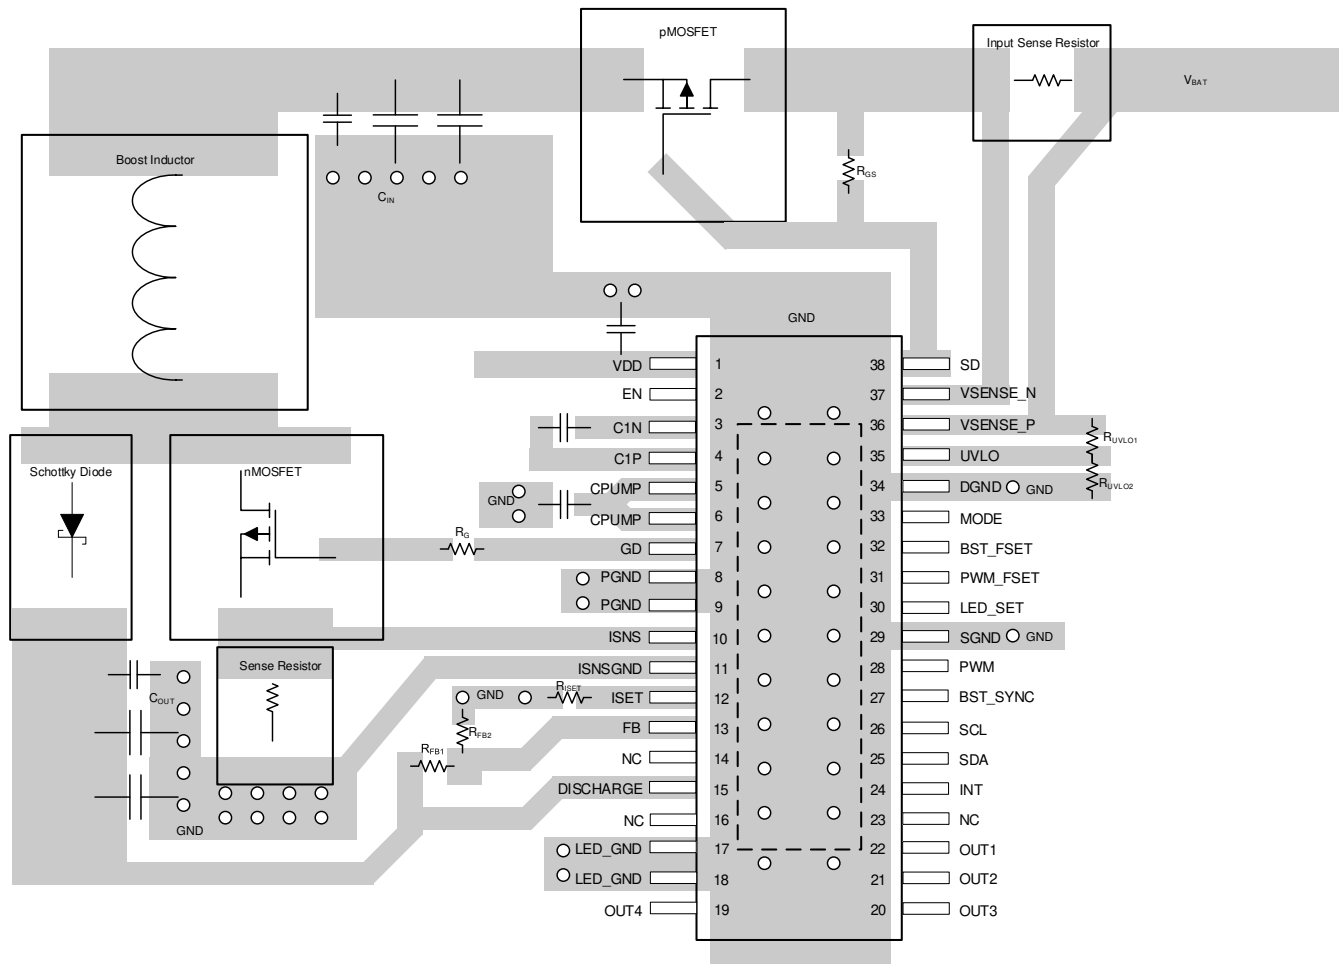 pMOSFET
Input Sense Resistor
VBAT
Boost Inductor
RGS
CIN
GND
VDD 1 38 SD
EN 2 37 VSENSE_N
C1N 3 36 VSENSE_P
RUVLO1
C1P 4 35 UVLO
Schottky Diode
nMOSFET
CPUMP 5 34 DGND GND
RUVLO2
GND
CPUMP 6 33 MODE
RG
GD 7 32 BST_FSET
PGND 8 31 PWM_FSET
PGND 9 30 LED_SET
ISNS 10 29 SGND GND
Sense Resistor
ISNSGND 11 28 PWM
COUT
GND
RISET
ISET 12 27 BST_SYNC
FB 13 26 SCL
RFB2
RFB1
NC 14 25 SDA
DISCHARGE 15 24 INT
NC 16 23 NC
GND
LED_GND 17 22 OUT1
LED_GND 18 21 OUT2
OUT4 19 20 OUT3